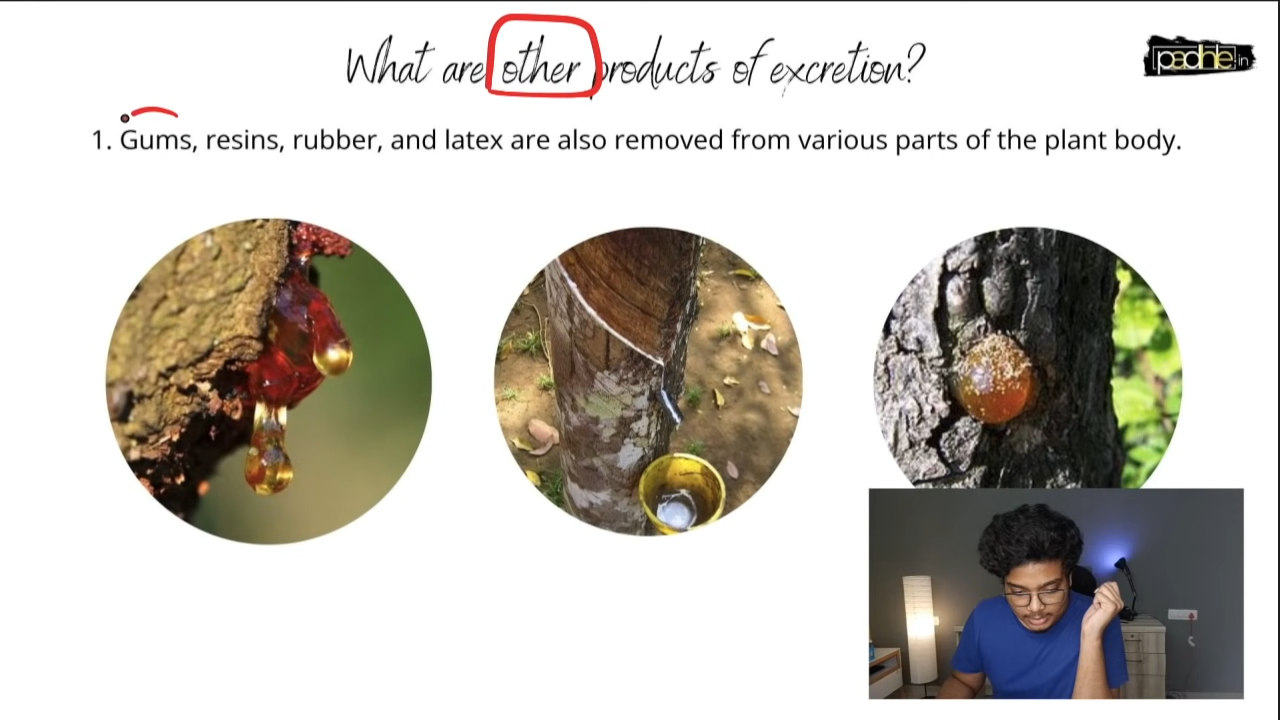 What are other products of excretion?
padhle.in
1. Gums, resins, rubber, and latex are also removed from various parts of the plant body.